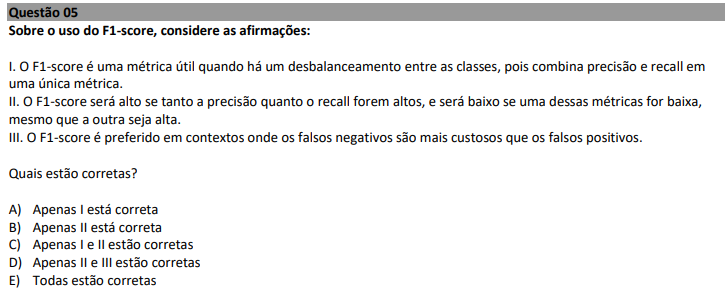 Questão 05
Sobre o uso do F1-score, considere as afirmações:
I. O F1-score é uma métrica útil quando há um desbalanceamento entre as classes, pois combina precisão e recall em
uma única métrica.
II. O F1-score será alto se tanto a precisão quanto o recall forem altos, e será baixo se uma dessas métricas for baixa,
mesmo que a outra seja alta.
III. O F1-score é preferido em contextos onde os falsos negativos são mais custosos que os falsos positivos.
Quais estão corretas?
A) Apenas I está correta
B) Apenas II está correta
C) Apenas I e II estão corretas
D) Apenas II e III estão corretas
E) Todas estão corretas